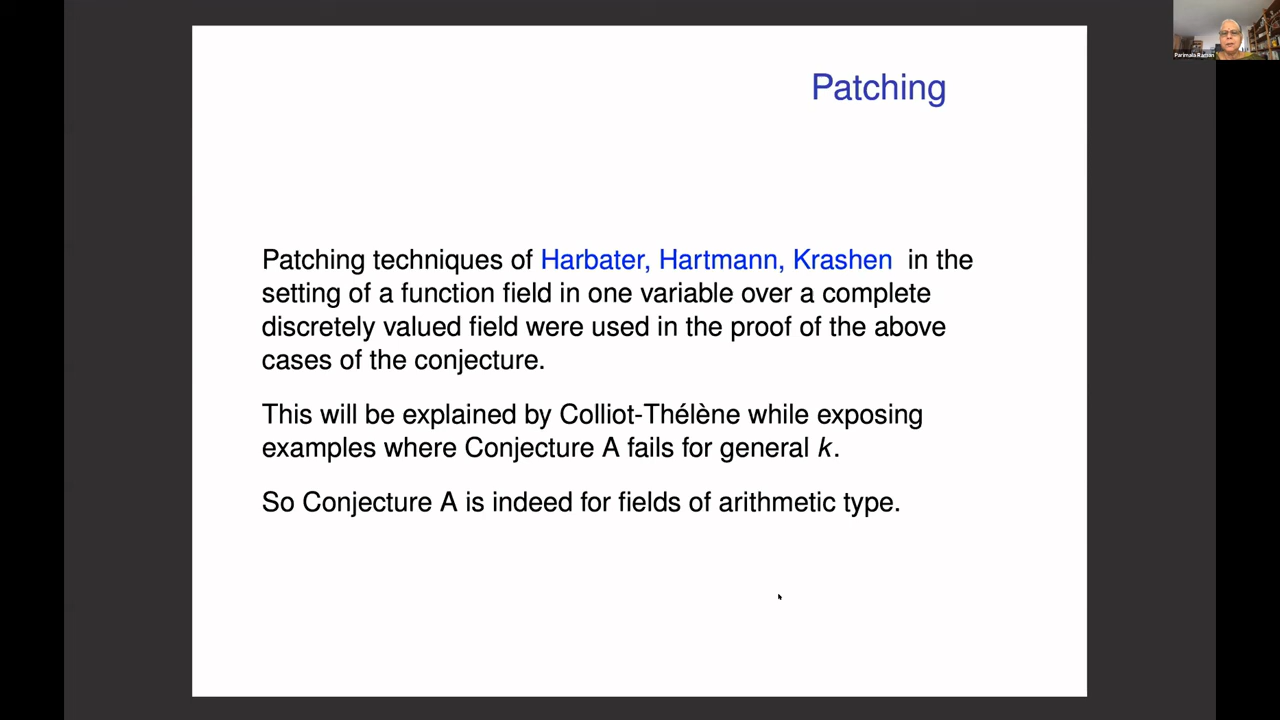 Parimala Raman
Patching
Patching techniques of Harbater, Hartmann, Krashen in the
setting of a function field in one variable over a complete
discretely valued field were used in the proof of the above
cases of the conjecture.
This will be explained by Colliot-Thélène while exposing
examples where Conjecture A fails for general k.
So Conjecture A is indeed for fields of arithmetic type.